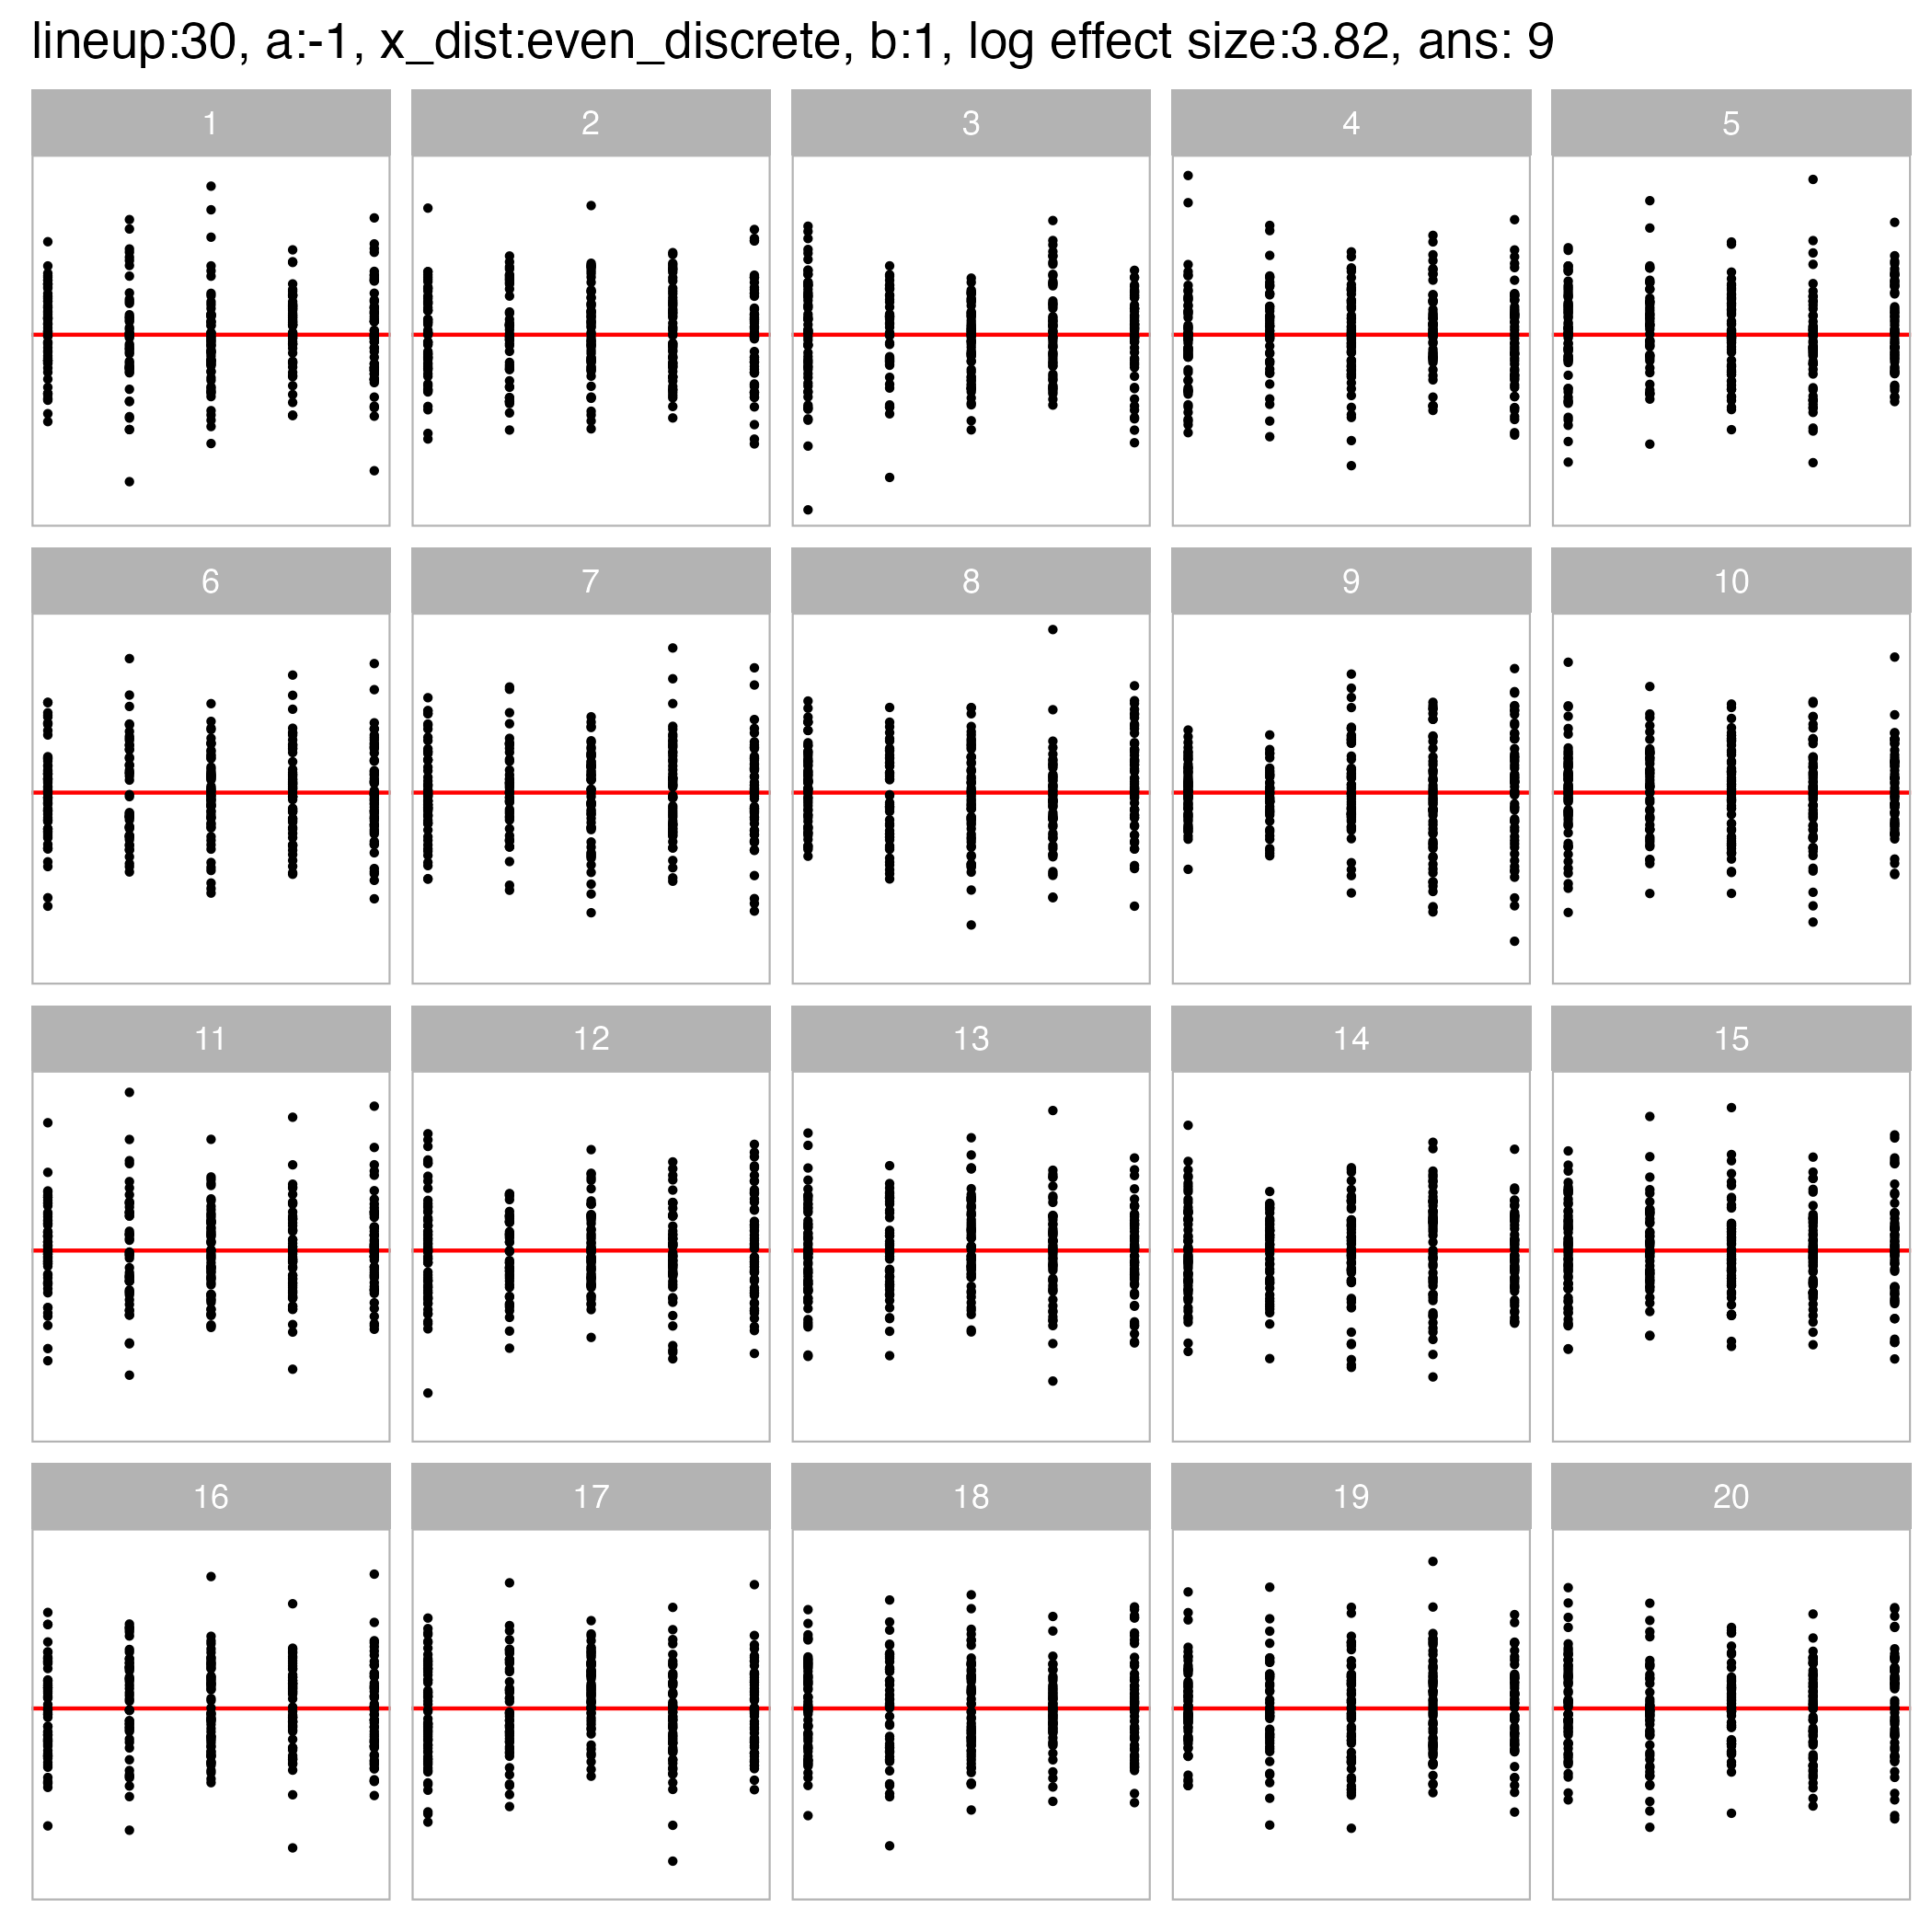 lineup:30, a:-1, x_dist:even_discrete, b:1, log effect size:3.82, ans: 9
1 2 3 4 5
6 7 8 9 10
11 12 13 14 15
16 17 18 19 20